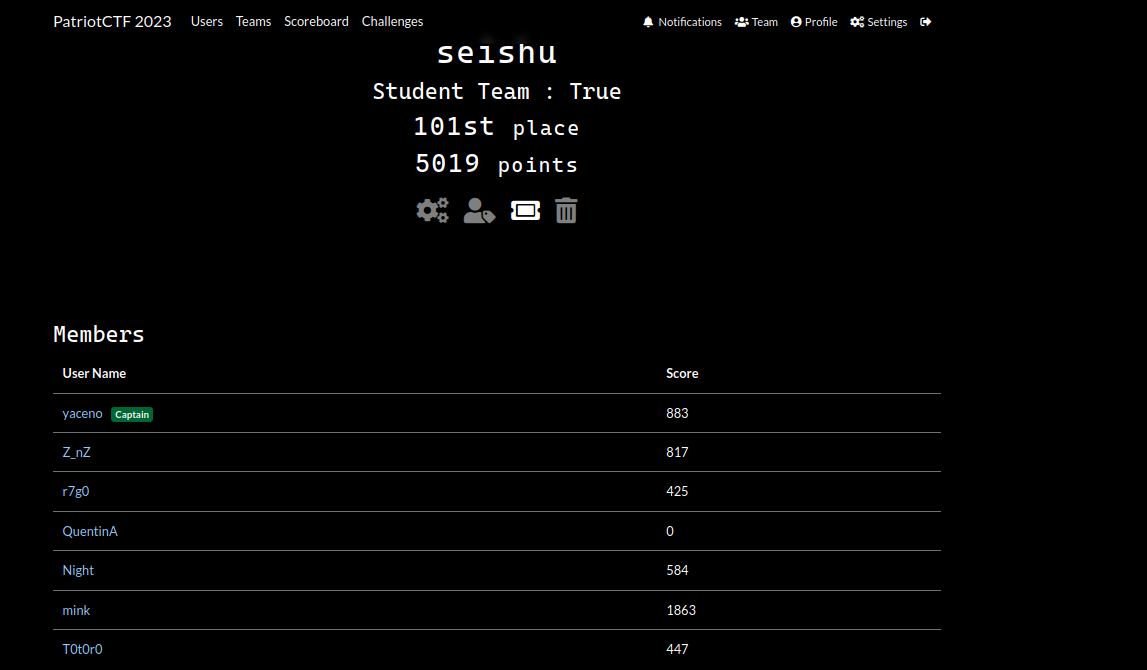 PatriotCTF 2023 Users Teams Scoreboard Challenges Notifications Team Profile Settings
seishu
Student Team : True
101st place
5019 points
Members
User Name Score
yaceno Captain 883
Z_nZ 817
r7g0 425
QuentinA 0
Night 584
mink 1863
T0t0r0 447